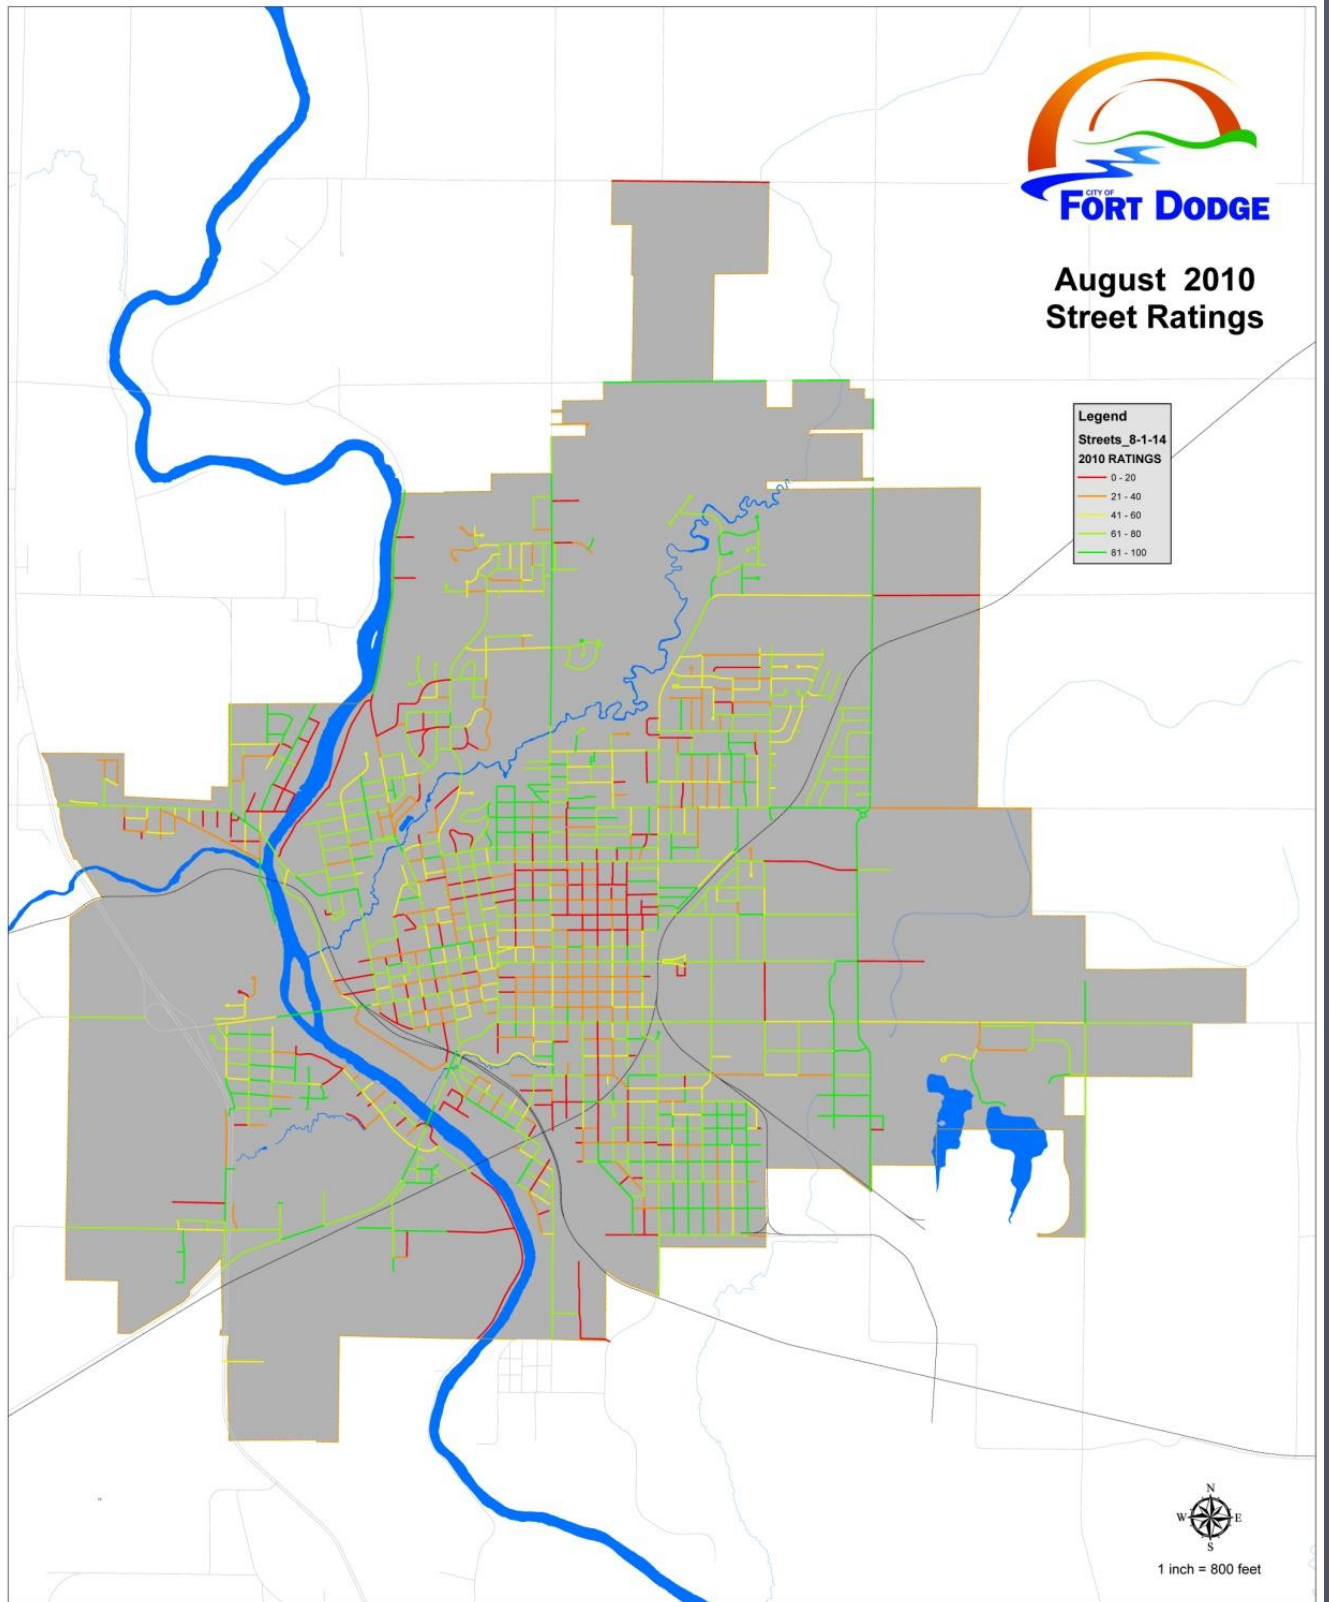 CITY OF
FORT DODGE
August 2010
Street Ratings
Legend
Streets_8-1-14
2010 RATINGS
0 - 20
21 - 40
41 - 60
61 - 80
81 - 100
N
W E
S
1 inch = 800 feet